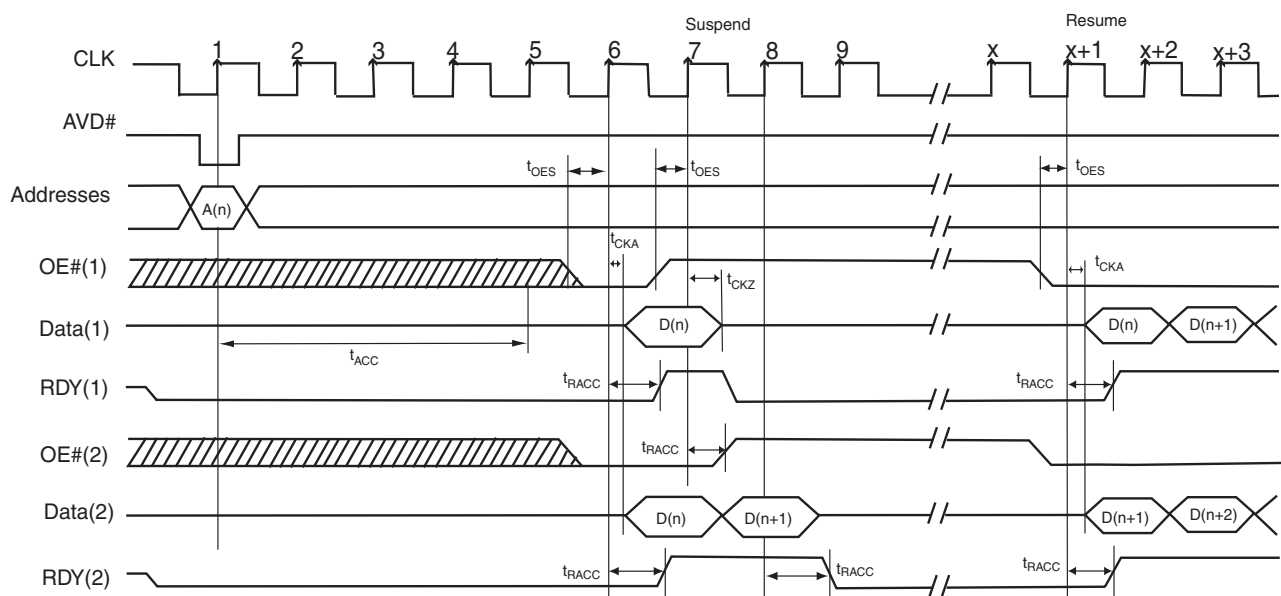 Suspend Resume
CLK 1 2 3 4 5 6 7 8 9 x x+1 x+2 x+3
AVD#
tOES tOES tOES
Addresses A(n)
tCKA
OE#(1) tCKZ tCKA
Data(1) D(n) D(n) D(n+1)
tACC
RDY(1) tRACC tRACC
OE#(2) tRACC
Data(2) D(n) D(n+1) D(n+1) D(n+2)
RDY(2) tRACC tRACC tRACC